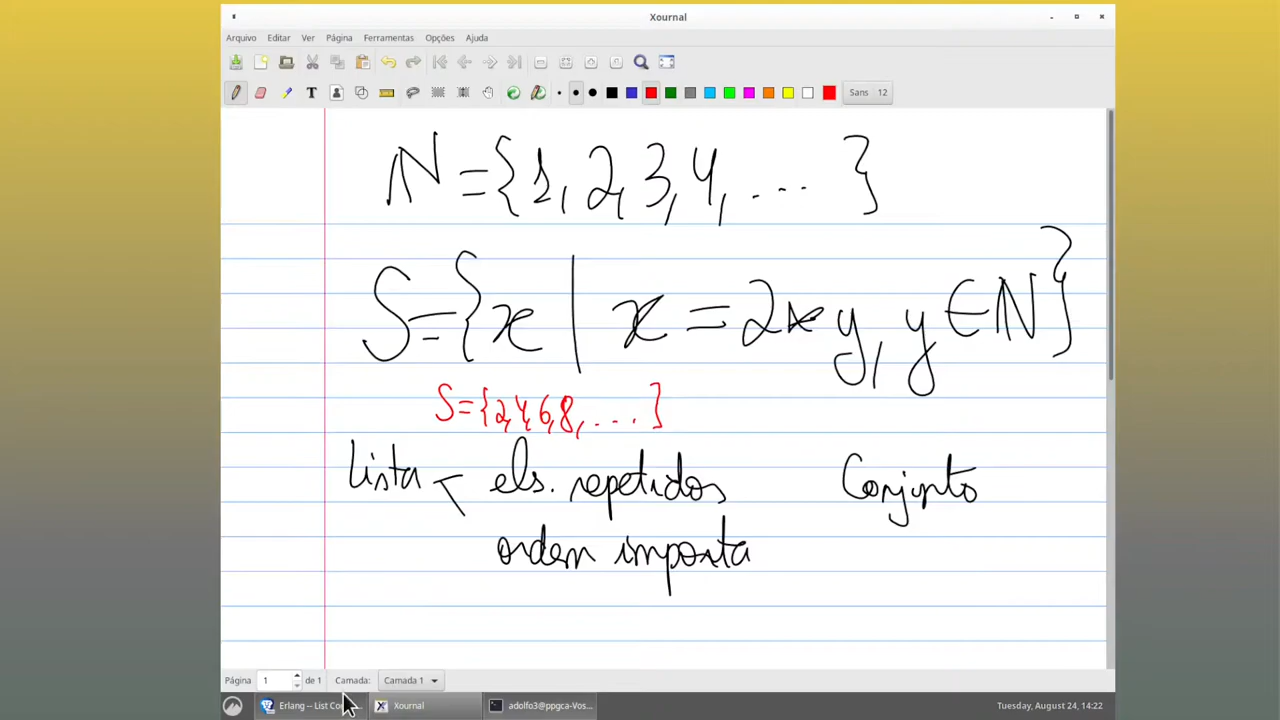 Xournal
Arquivo Editar Ver Página Ferramentas Opções Ajuda
Sans 12
N={1,2,3,4,... }
S={x | x=2*y, y∈N}
S={2,4,6,8,....}
Lista els. repetidos Conjunto
ordem importa
Página 1 de 1 Camada: Camada 1
Erlang -- List Co... Xournal adolfo3@ppgca-Vos... Tuesday, August 24, 14:22